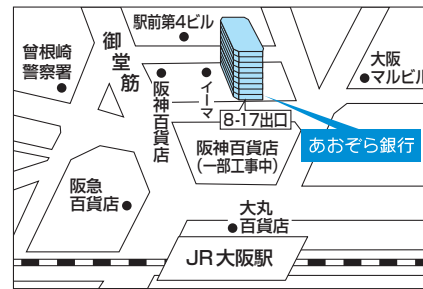 駅前第4ビル
曾根崎
警察署
御堂筋
阪神百貨店
イーマ
大阪
マルビル
8-17出口
あおぞら銀行
阪神百貨店
(一部工事中)
阪急
百貨店
大丸
百貨店
JR大阪駅